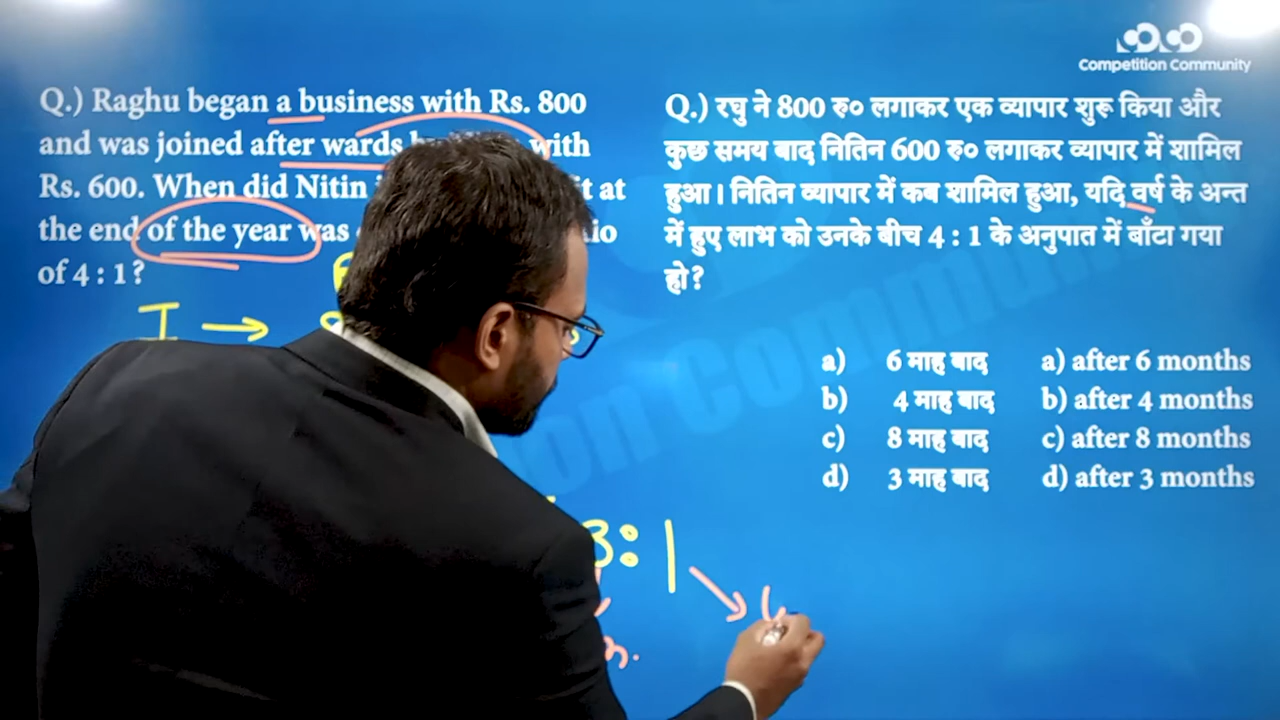 Competition Community
Q.) Raghu began a business with Rs. 800
and was joined after wards with
Rs. 600. When did Nitin at
the end of the year was
of 4 : 1?
I →
3 : 1
Q.) रघु ने 800 रु० लगाकर एक व्यापार शुरू किया और
कुछ समय बाद नितिन 600 रु० लगाकर व्यापार में शामिल
हुआ। नितिन व्यापार में कब शामिल हुआ, यदि वर्ष के अन्त
में हुए लाभ को उनके बीच 4 : 1 के अनुपात में बाँटा गया
हो?
a) 6 माह बाद a) after 6 months
b) 4 माह बाद b) after 4 months
c) 8 माह बाद c) after 8 months
d) 3 माह बाद d) after 3 months